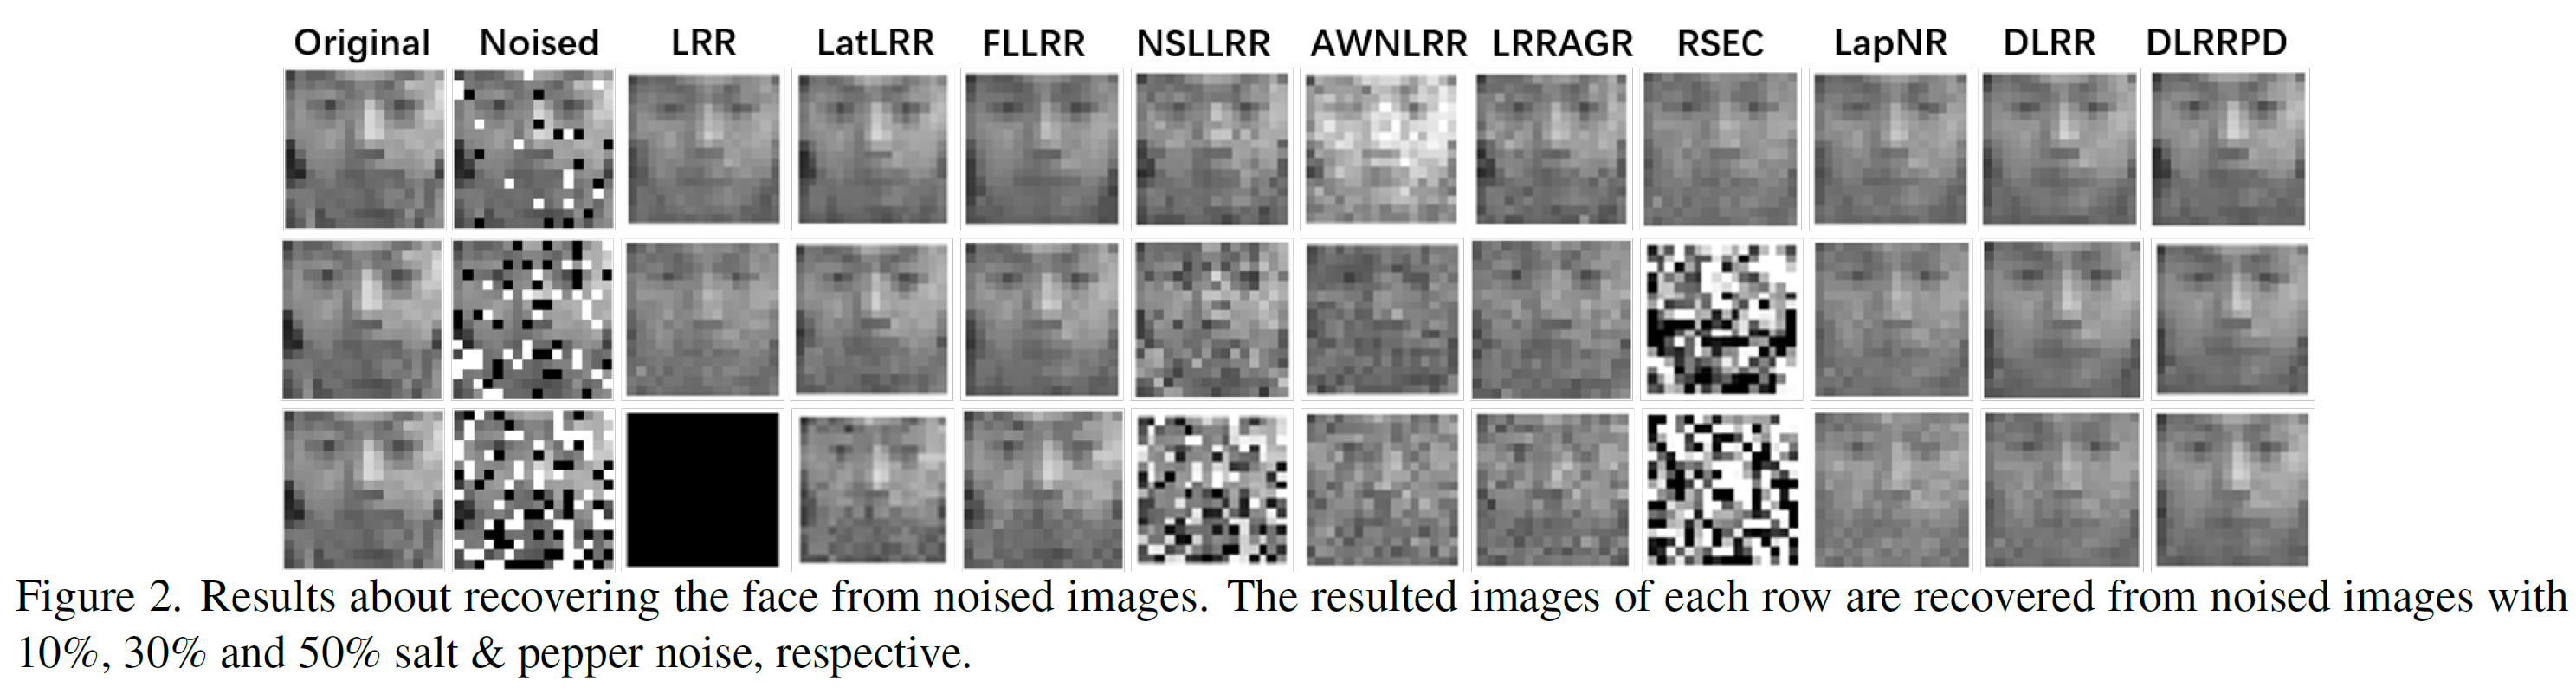 Original Noised LRR LatLRR FLLRR NSLLRR AWNLRR LRRAGR RSEC LapNR DLRR DLRRPD
Figure 2. Results about recovering the face from noised images. The resulted images of each row are recovered from noised images with
10%, 30% and 50% salt & pepper noise, respective.